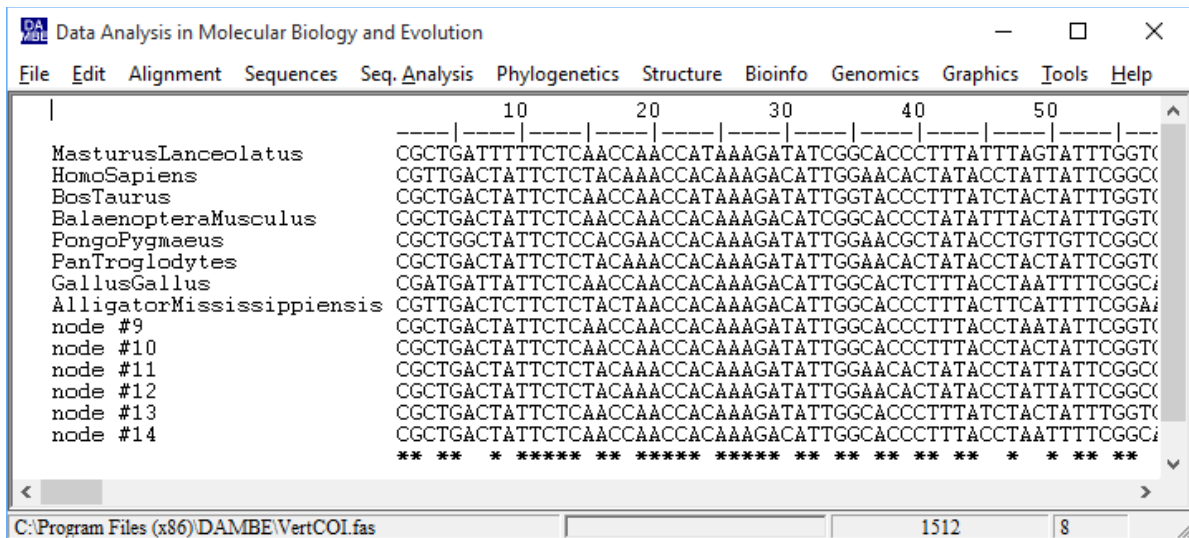 DAMBE Data Analysis in Molecular Biology and Evolution
File Edit Alignment Sequences Seq. Analysis Phylogenetics Structure Bioinfo Genomics Graphics Tools Help
10 20 30 40 50
----|----|----|----|----|----|----|----|----|----|----|---
MasturusLanceolatus CGCTGATTTTTCTCAACCAACCATAAAGATATCGGCACCCTTTATTTAGTATTTGGT
HomoSapiens CGTTGACTATTCTCTACAAACCACAAAGACATTGGAACACTATACCTATTATTCGGC
BosTaurus CGCTGACTATTCTCAACCAACCATAAAGATATTGGTACCCTTTATCTACTATTTGGT
BalaenopteraMusculus CGCTGACTATTCTCAACCAACCACAAAGACATCGGCACCCTATATTTACTATTTGGT
PongoPygmaeus CGCTGGCTATTCTCCACGAACCACAAAGATATTGGAACGCTATACCTGTTGTTCGGC
PanTroglodytes CGCTGACTATTCTCTACAAACCACAAAGATATTGGAACACTATACCTACTATTCGGT
GallusGallus CGATGATTATTCTCAACCAACCACAAAGACATTGGCACTCTTTACCTAATTTTCGGC
AlligatorMississippiensis CGTTGACTCTTCTCTACTAACCACAAAGACATTGGCACCCTTTACTTCATTTTCGGA
node #9 CGCTGACTATTCTCAACCAACCACAAAGATATTGGCACCCTTTACCTAATATTCGGT
node #10 CGCTGACTATTCTCAACCAACCACAAAGATATTGGCACCCTTTACCTACTATTCGGT
node #11 CGCTGACTATTCTCTACCAACCACAAAGATATTGGAACACTATACCTATTATTCGGC
node #12 CGCTGACTATTCTCTACAAACCACAAAGATATTGGAACACTATACCTATTATTCGGC
node #13 CGCTGACTATTCTCAACCAACCACAAAGATATTGGCACCCTTTATCTACTATTTGGT
node #14 CGCTGACTATTCTCAACCAACCACAAAGACATTGGCACCCTTTACCTAATTTTCGGC
** ** * ***** ** ***** ***** ** ** ** ** ** * * ** **
C:\Program Files (x86)\DAMBE\VertCOI.fas 1512 8